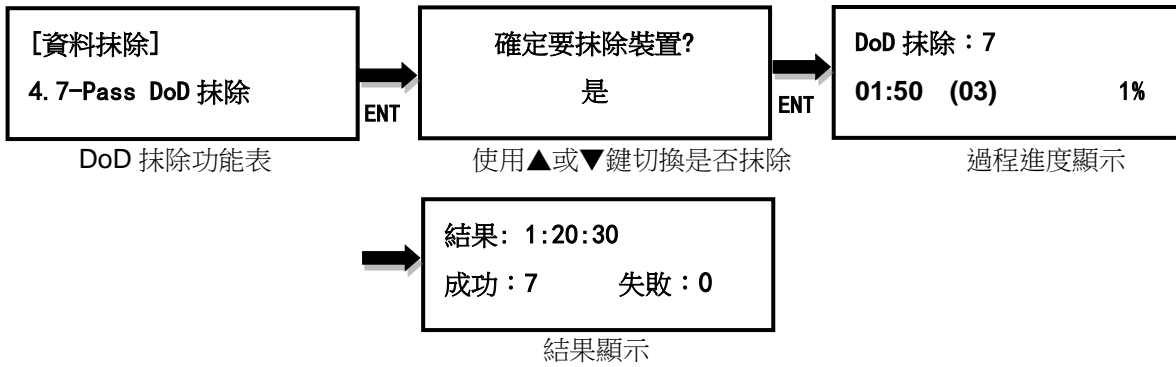 [資料抹除]
4. 7-Pass DoD 抹除
ENT
DoD 抹除功能表
確定要抹除裝置?
是
ENT
使用▲或▼鍵切換是否抹除
DoD 抹除：7
01:50 (03) 1%
過程進度顯示
結果: 1:20:30
成功：7 失敗：0
結果顯示